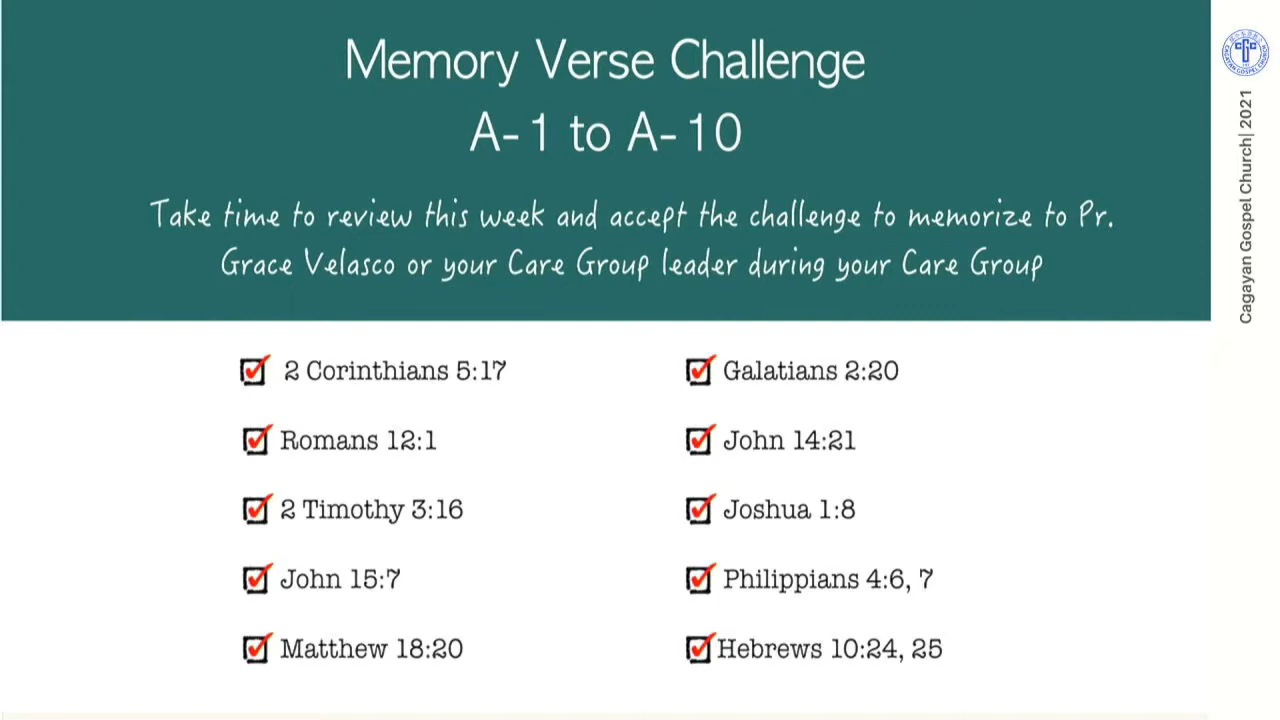 Memory Verse Challenge
A-1 to A-10
Take time to review this week and accept the challenge to memorize to Pr.
Grace Velasco or your Care Group leader during your Care Group
2 Corinthians 5:17
Romans 12:1
2 Timothy 3:16
John 15:7
Matthew 18:20
Galatians 2:20
John 14:21
Joshua 1:8
Philippians 4:6, 7
Hebrews 10:24, 25
CAGAYAN GOSPEL CHURCH
Cagayan Gospel Church| 2021